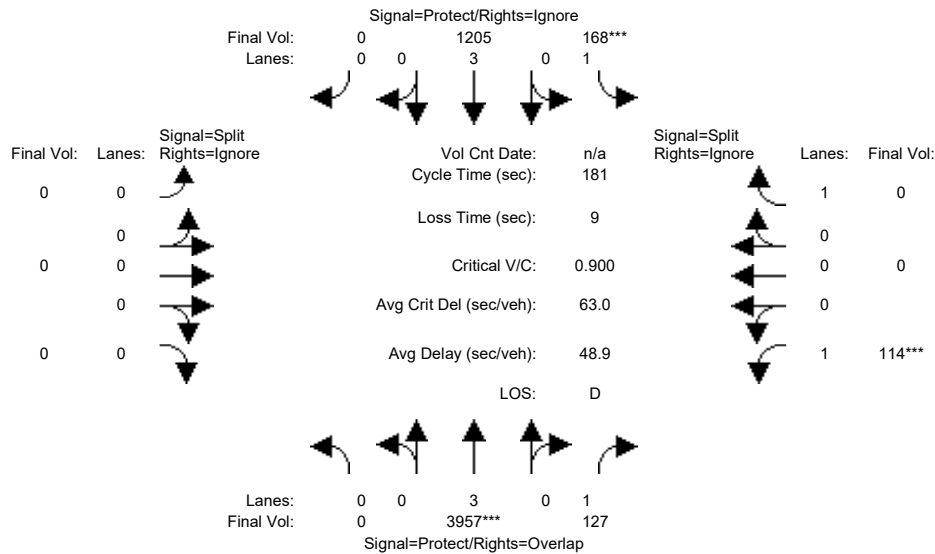 Signal=Protect/Rights=Ignore
Final Vol: 0 1205 168***
Lanes: 0 0 3 0 1
Signal=Split
Final Vol: Lanes: Rights=Ignore
Vol Cnt Date: n/a
Signal=Split
Rights=Ignore Lanes: Final Vol:
Cycle Time (sec): 181
0 0
1 0
Loss Time (sec): 9
0
0
0 0
Critical V/C: 0.900
0 0
0
Avg Crit Del (sec/veh): 63.0
0
0 0
Avg Delay (sec/veh): 48.9
1 114***
LOS: D
Lanes: 0 0 3 0 1
Final Vol: 0 3957*** 127
Signal=Protect/Rights=Overlap